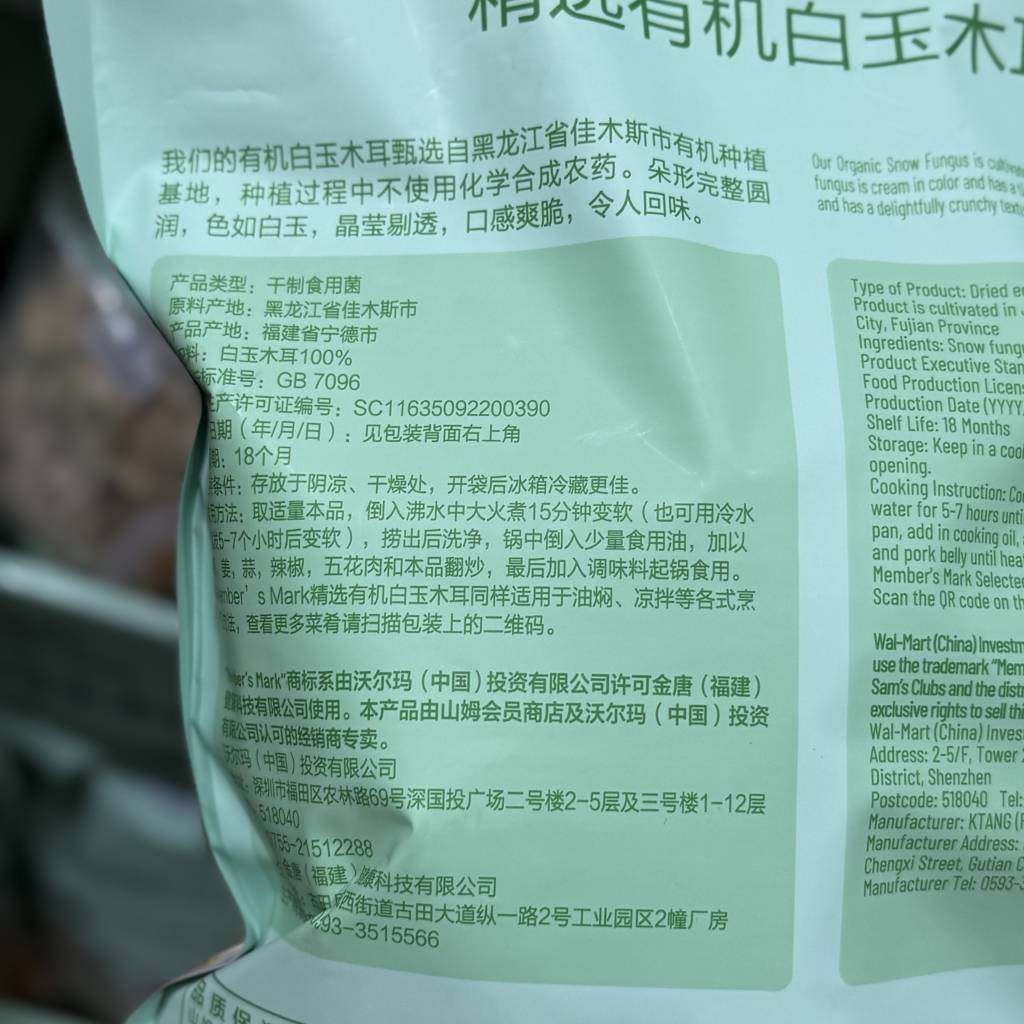 精选有机白玉木耳
我们的有机白玉木耳甄选自黑龙江省佳木斯市有机种植
基地，种植过程中不使用化学合成农药。朵形完整圆
润，色如白玉，晶莹剔透，口感爽脆，令人回味。
产品类型：干制食用菌
原料产地：黑龙江省佳木斯市
产品产地：福建省宁德市
料：白玉木耳100%
标准号：GB 7096
产许可证编号：SC11635092200390
日期（年/月/日）：见包装背面右上角
期：18个月
条件：存放于阴凉、干燥处，开袋后冰箱冷藏更佳。
方法：取适量本品，倒入沸水中大火煮15分钟变软（也可用冷水
5-7个小时后变软），捞出后洗净，锅中倒入少量食用油，加以
姜，蒜，辣椒，五花肉和本品翻炒，最后加入调味料起锅食用。
mber's Mark精选有机白玉木耳同样适用于油焖、凉拌等各式烹
法，查看更多菜肴请扫描包装上的二维码。
ber's Mark"商标系由沃尔玛（中国）投资有限公司许可金唐（福建）
科技有限公司使用。本产品由山姆会员商店及沃尔玛（中国）投资
有限公司认可的经销商专卖。
沃尔玛（中国）投资有限公司
深圳市福田区农林路69号深国投广场二号楼2-5层及三号楼1-12层
518040
755-21512288
金唐（福建）康科技有限公司
西街道古田大道纵一路2号工业园区2幢厂房
93-3515566
品质保
Our Organic Snow Fungus is
fungus is cream in color and has a
and has a delightfully crunchy
Type of Product: Dried
Product is cultivated in
City, Fujian Province
Ingredients: Snow
Product Executive
Food Production
Production Date (YYYY
Shelf Life: 18 Months
Storage: Keep in a
opening.
Cooking Instruction:
water for 5-7 hours
pan, add in cooking oil,
and pork belly until
Member's Mark
Scan the QR code on
Wal-Mart (China)
use the trademark
Sam's Clubs and the
exclusive rights to sell
Wal-Mart (China)
Address: 2-5/F, Tower
District, Shenzhen
Postcode: 518040 Tel:
Manufacturer: KTANG
Manufacturer Address:
Chengxi Street, Gutian
Manufacturer Tel: 0593-3